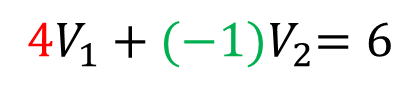 4V₁ + (−1)V₂= 6